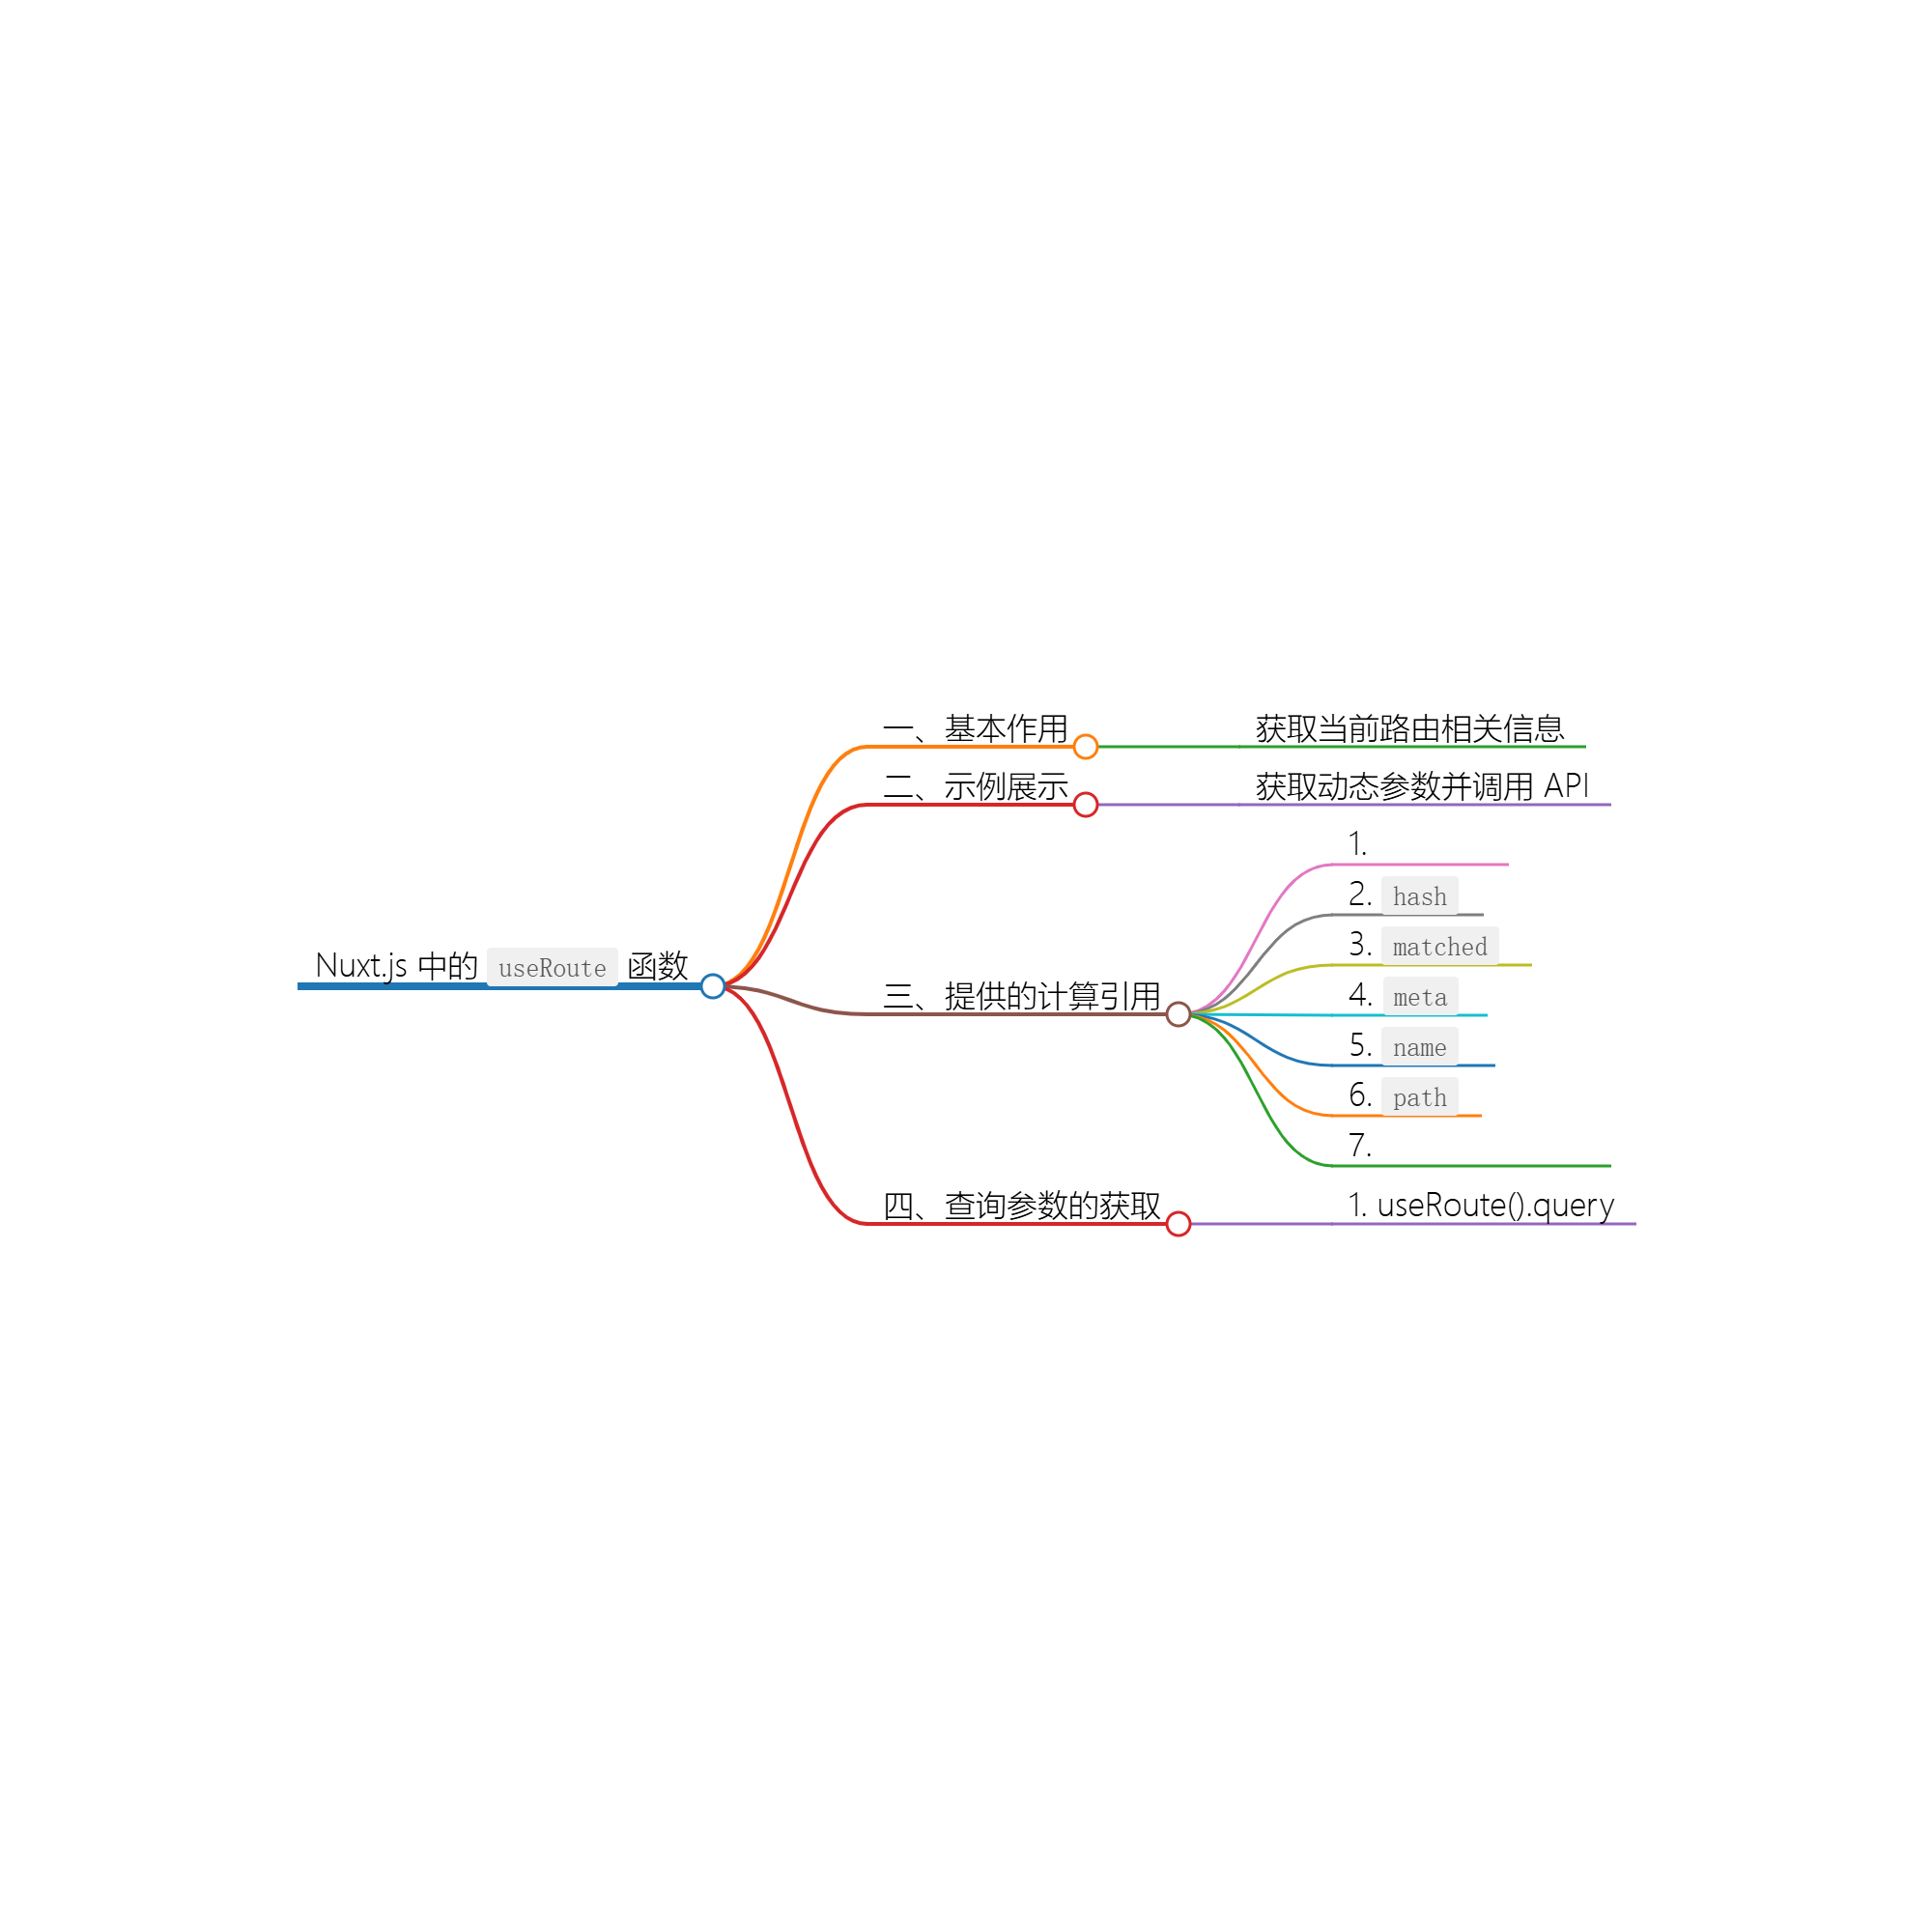 Nuxt.js 中的 useRoute 函数
一、基本作用
获取当前路由相关信息
二、示例展示
获取动态参数并调用 API
三、提供的计算引用
1.
2. hash
3. matched
4. meta
5. name
6. path
7.
四、查询参数的获取
1. useRoute().query